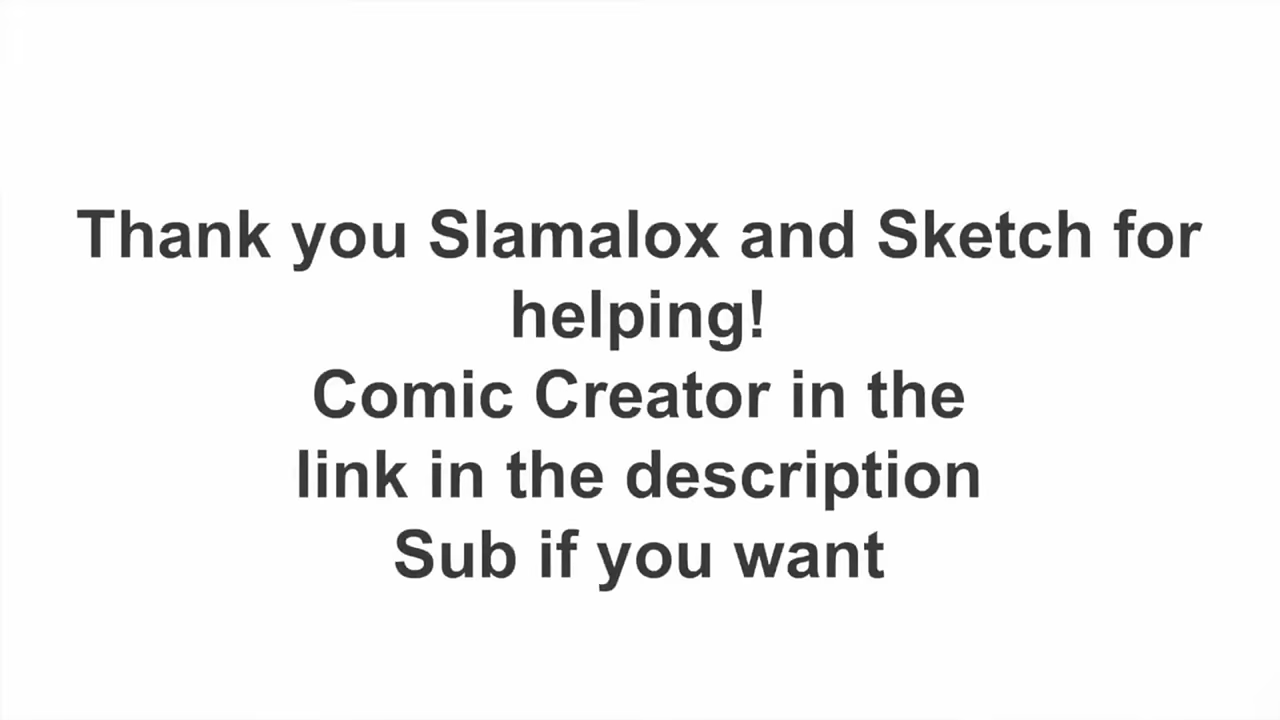 Thank you Slamalox and Sketch for
helping!
Comic Creator in the
link in the description
Sub if you want